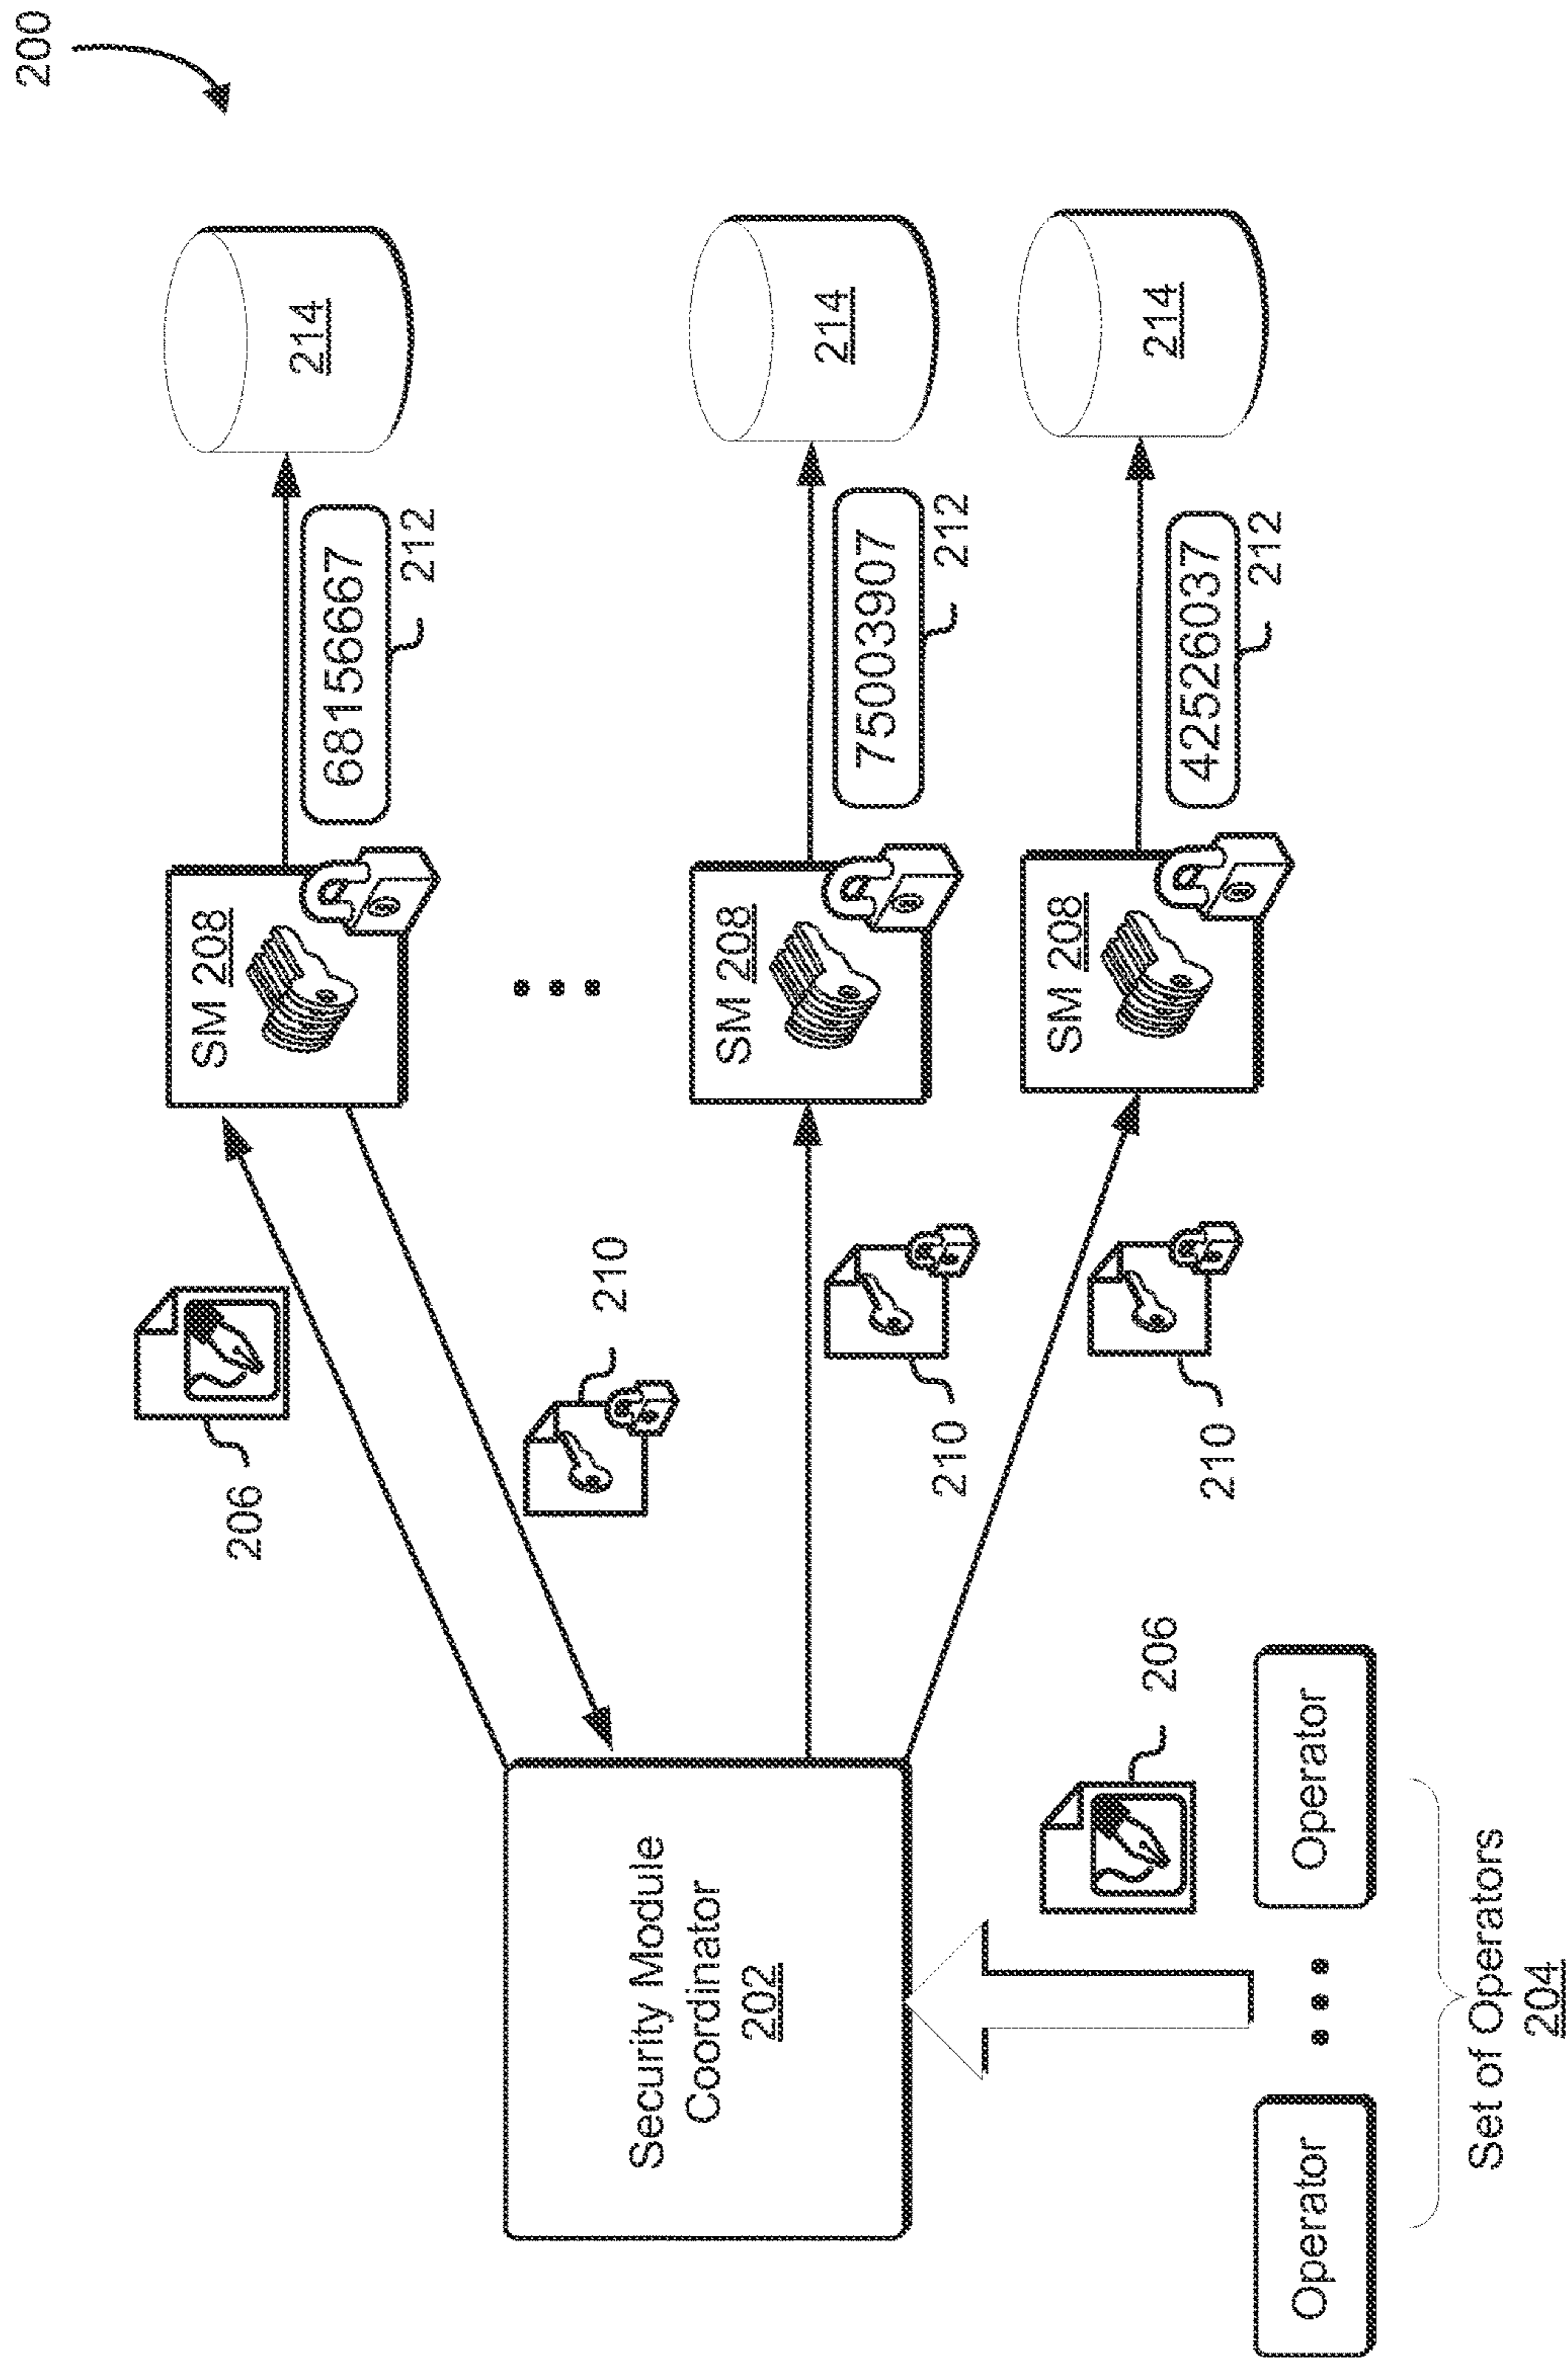 200
206
SM 208
68156667
212
214
210
Security Module
Coordinator
202
210
SM 208
75003907
212
214
210
SM 208
42526037
212
214
206
Operator
Operator
Set of Operators
204